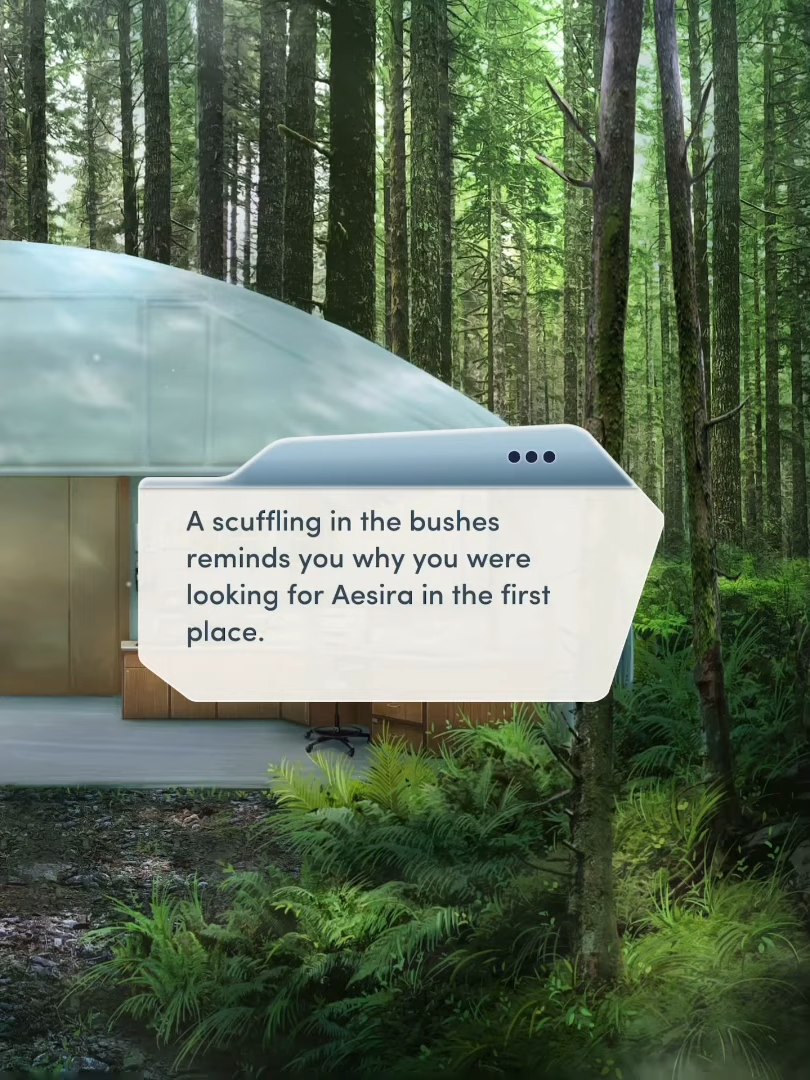 A scuffling in the bushes
reminds you why you were
looking for Aesira in the first
place.